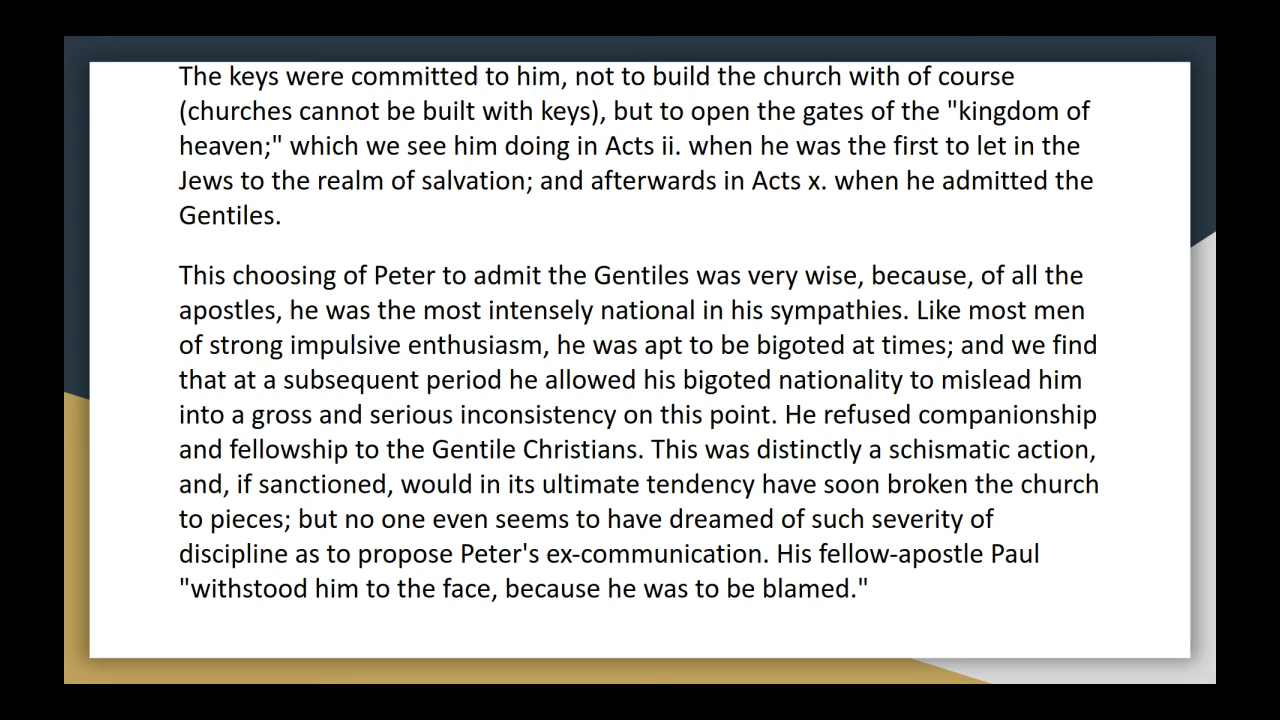 The keys were committed to him, not to build the church with of course
(churches cannot be built with keys), but to open the gates of the "kingdom of
heaven;" which we see him doing in Acts ii. when he was the first to let in the
Jews to the realm of salvation; and afterwards in Acts x. when he admitted the
Gentiles.
This choosing of Peter to admit the Gentiles was very wise, because, of all the
apostles, he was the most intensely national in his sympathies. Like most men
of strong impulsive enthusiasm, he was apt to be bigoted at times; and we find
that at a subsequent period he allowed his bigoted nationality to mislead him
into a gross and serious inconsistency on this point. He refused companionship
and fellowship to the Gentile Christians. This was distinctly a schismatic action,
and, if sanctioned, would in its ultimate tendency have soon broken the church
to pieces; but no one even seems to have dreamed of such severity of
discipline as to propose Peter's ex-communication. His fellow-apostle Paul
"withstood him to the face, because he was to be blamed."